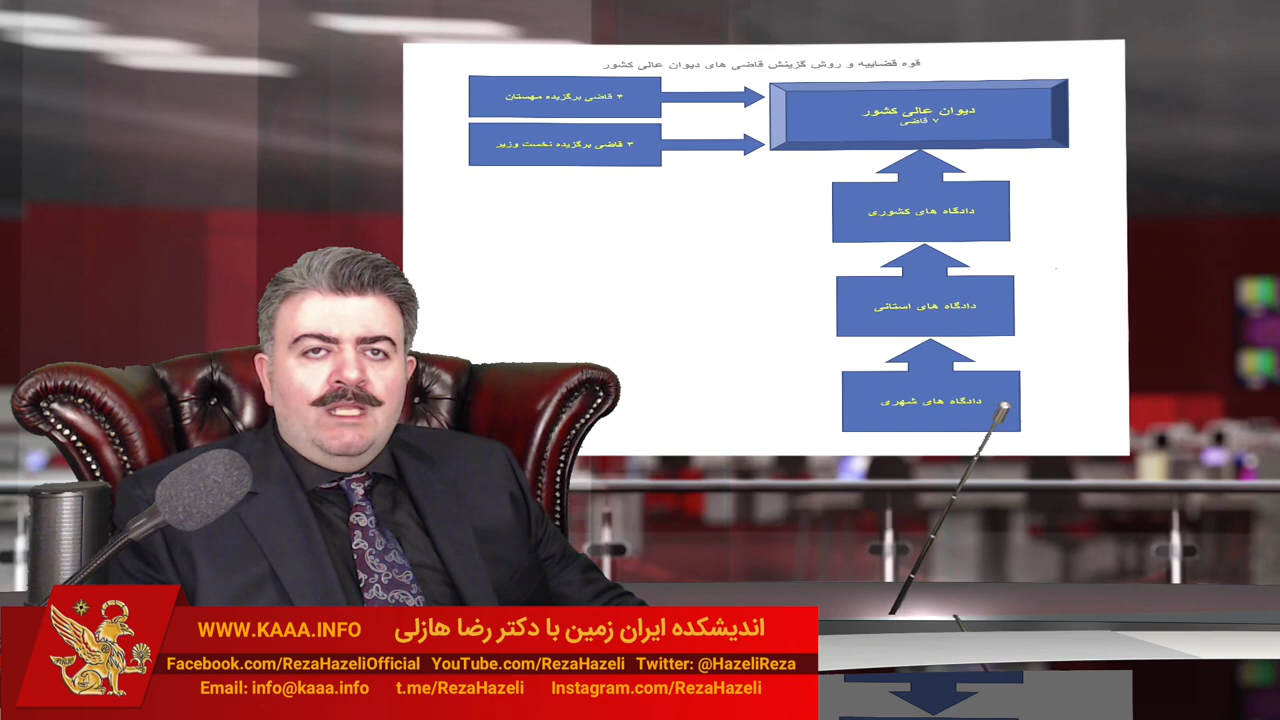 قوه قضاییه و روش گزینش قاضی های دیوان عالی کشور
۴ قاضی برگزیده مهستان
۳ قاضی برگزیده نخست وزیر
دیوان عالی کشور
۷ قاضی
دادگاه های کشوری
دادگاه های استانی
دادگاه های شهری
WWW.KAAA.INFO اندیشکده ایران زمین با دکتر رضا هازلی
Facebook.com/RezaHazeliOfficial YouTube.com/RezaHazeli Twitter: @HazeliReza
Email: info@kaaa.info t.me/RezaHazeli Instagram.com/RezaHazeli